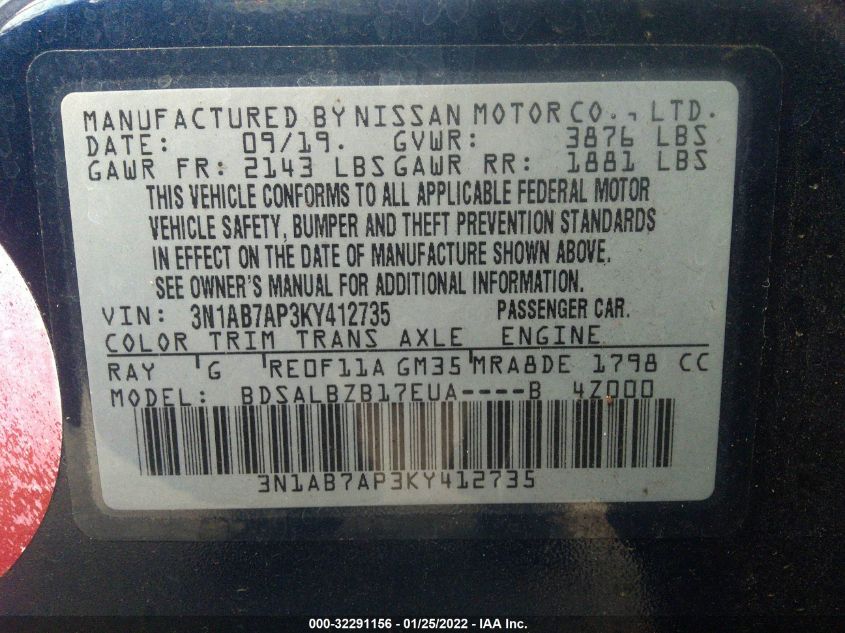 MANUFACTURED BY NISSAN MOTOR CO., LTD.
DATE: 09/19. GVWR: 3876 LBS
GAWR FR: 2143 LBS GAWR RR: 1881 LBS
THIS VEHICLE CONFORMS TO ALL APPLICABLE FEDERAL MOTOR
VEHICLE SAFETY, BUMPER AND THEFT PREVENTION STANDARDS
IN EFFECT ON THE DATE OF MANUFACTURE SHOWN ABOVE.
SEE OWNER'S MANUAL FOR ADDITIONAL INFORMATION.
VIN: 3N1AB7AP3KY412735 PASSENGER CAR.
COLOR TRIM TRANS AXLE ENGINE
RAY G RE0F11A GM35 MRA8DE 1798 CC
MODEL: BDSALBZB17EUA----B 4Z000
3N1AB7AP3KY412735
000-32291156 - 01/25/2022 - IAA Inc.